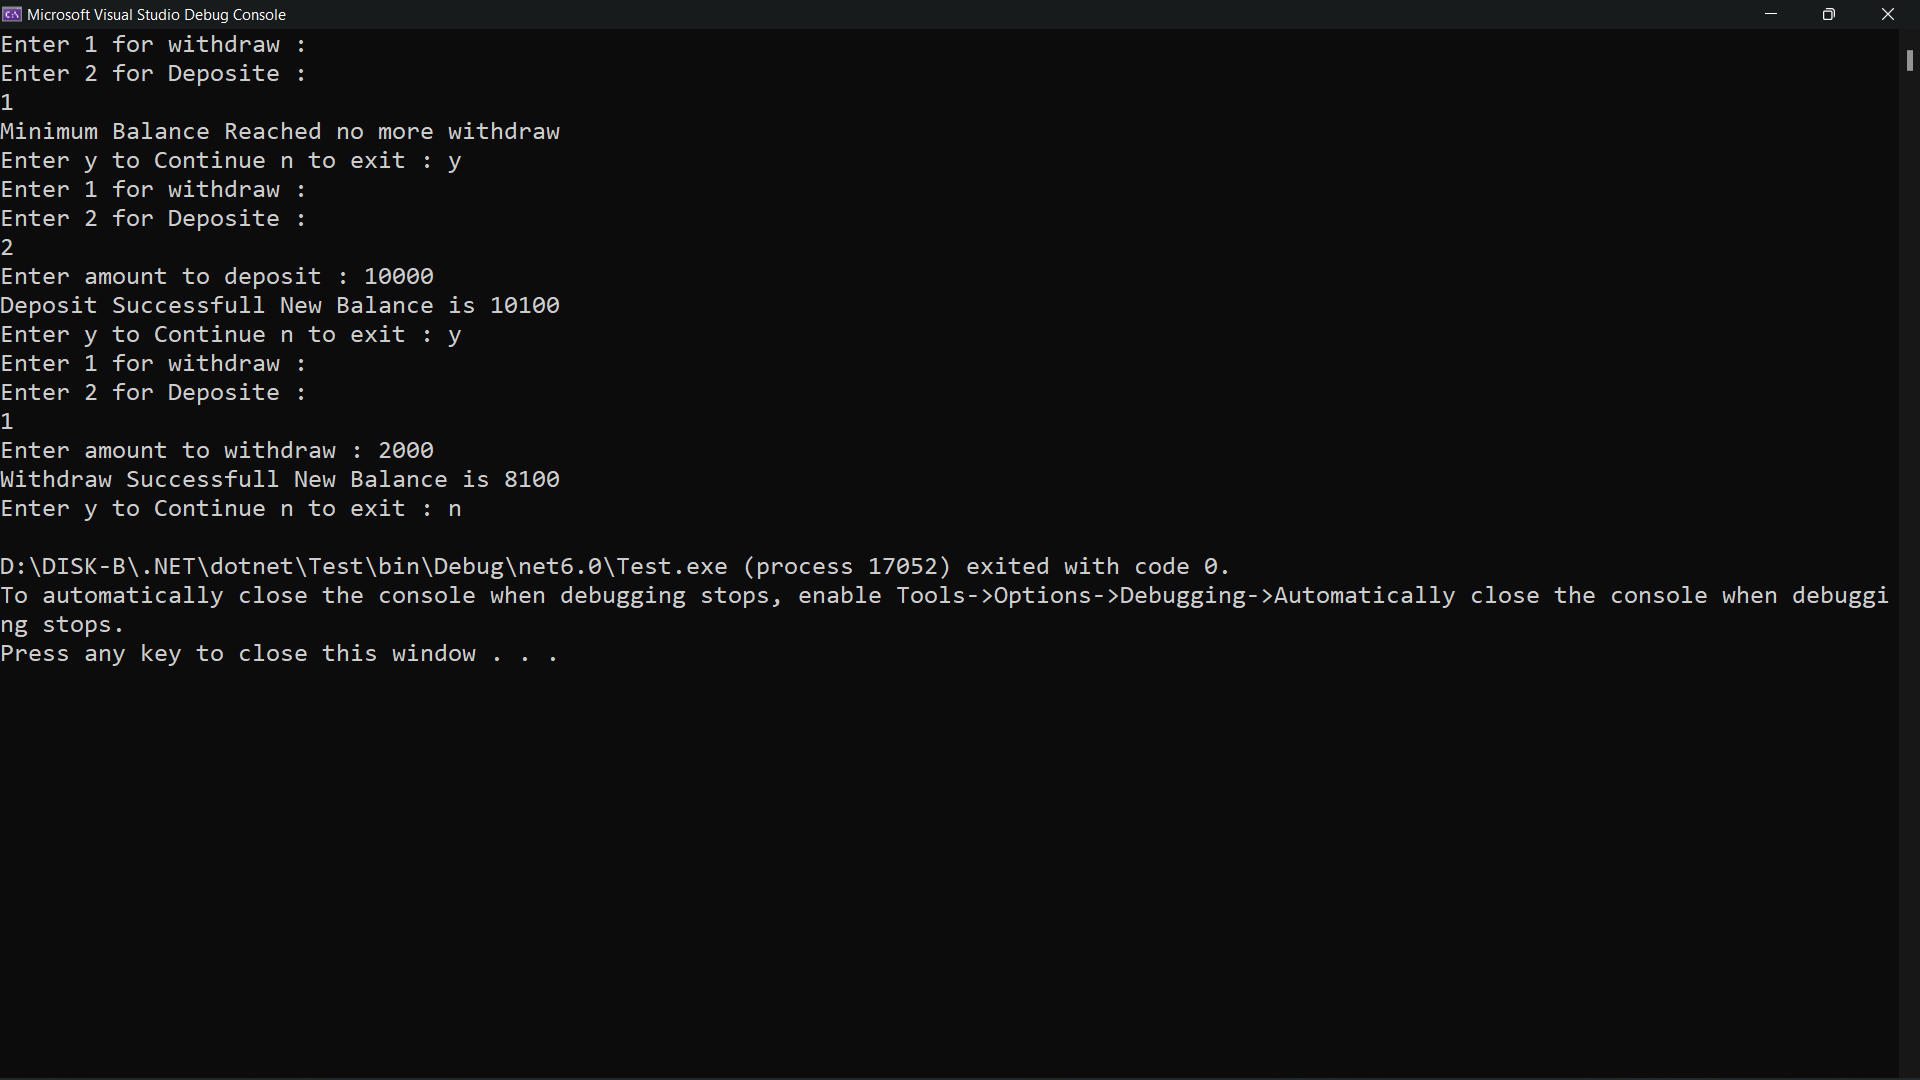 Microsoft Visual Studio Debug Console
Enter 1 for withdraw :
Enter 2 for Deposite :
1
Minimum Balance Reached no more withdraw
Enter y to Continue n to exit : y
Enter 1 for withdraw :
Enter 2 for Deposite :
2
Enter amount to deposit : 10000
Deposit Successfull New Balance is 10100
Enter y to Continue n to exit : y
Enter 1 for withdraw :
Enter 2 for Deposite :
1
Enter amount to withdraw : 2000
Withdraw Successfull New Balance is 8100
Enter y to Continue n to exit : n
D:\DISK-B\.NET\dotnet\Test\bin\Debug\net6.0\Test.exe (process 17052) exited with code 0.
To automatically close the console when debugging stops, enable Tools->Options->Debugging->Automatically close the console when debuggi
ng stops.
Press any key to close this window . . .